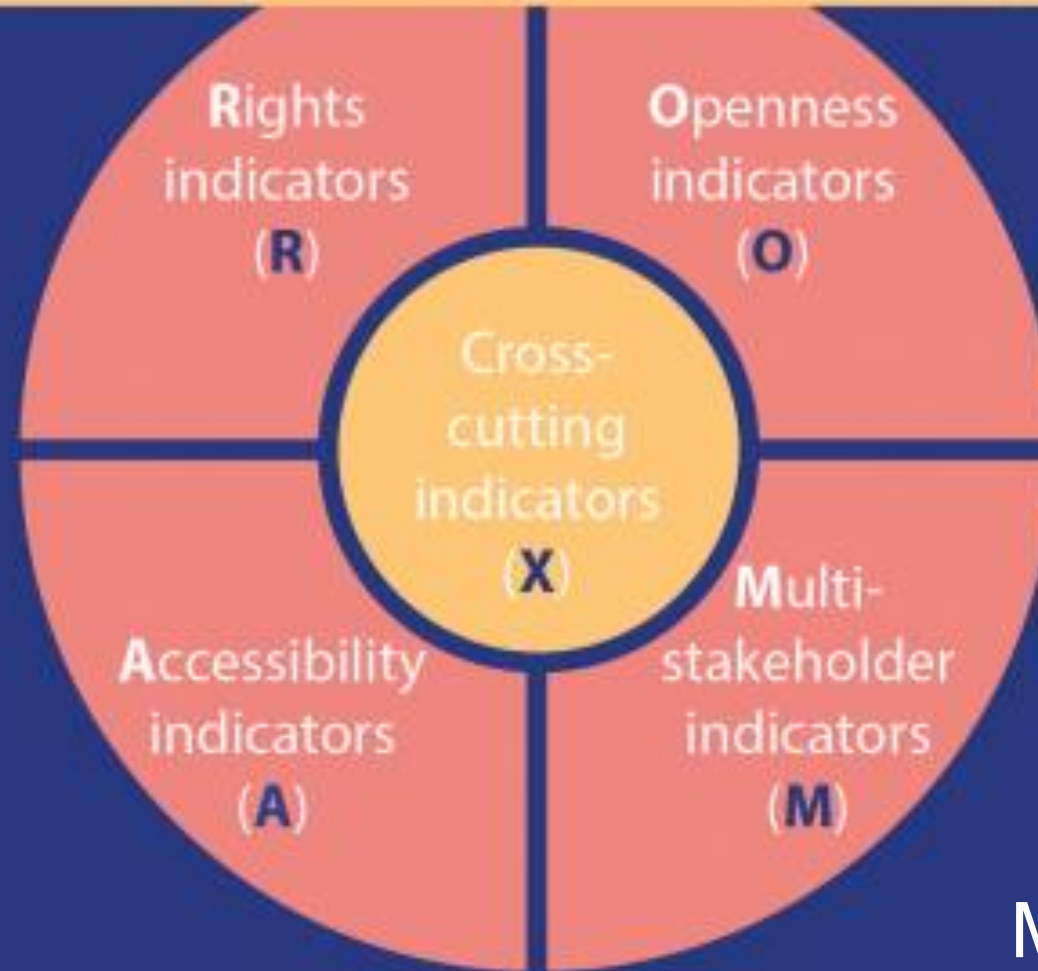 Rights
indicators
(R)
Openness
indicators
(O)
Cross-
cutting
indicators
(X)
Accessibility
indicators
(A)
Multi-
stakeholder
indicators
(M)